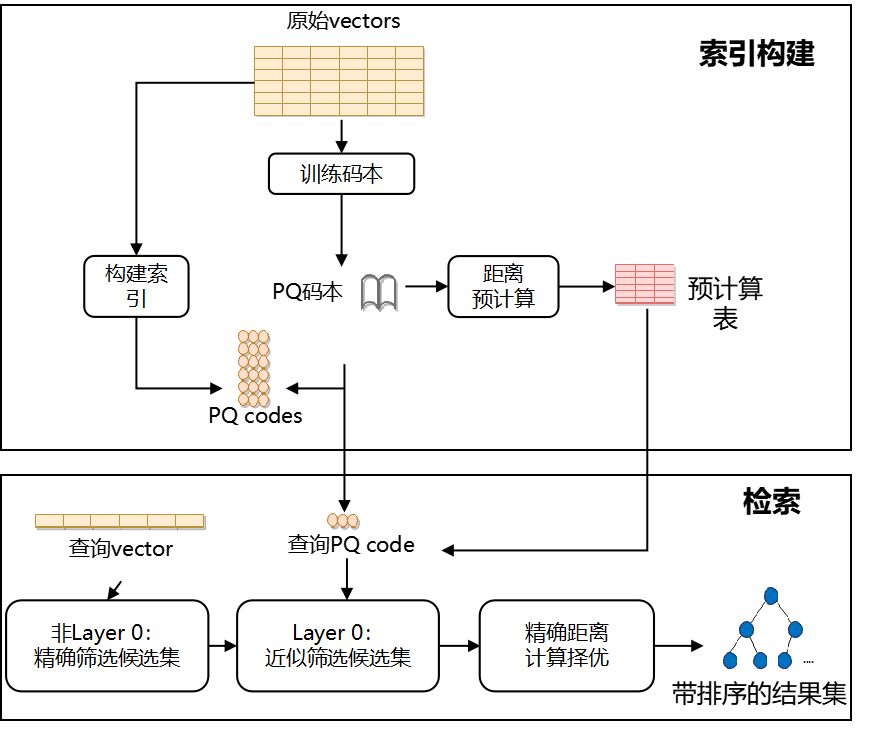 原始vectors
索引构建
训练码本
构建索
引
PQ码本
距离
预计算
预计算
表
PQ codes
检索
查询vector
查询PQ code
非Layer 0：
精确筛选候选集
Layer 0：
近似筛选候选集
精确距离
计算择优
....
带排序的结果集